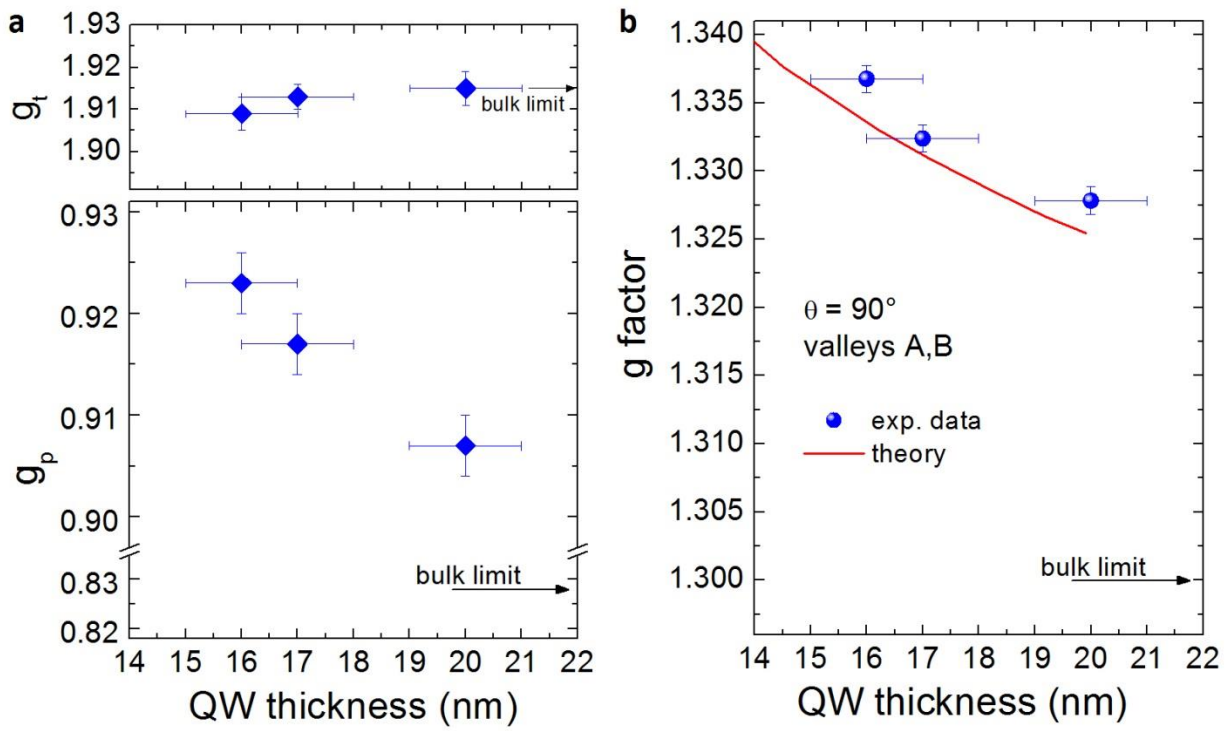 a
1.93
1.92
1.91
1.90
g_t
bulk limit
0.93
0.92
0.91
0.90
0.83
0.82
g_p
bulk limit
14 15 16 17 18 19 20 21 22
QW thickness (nm)
b
1.340
1.335
1.330
1.325
1.320
1.315
1.310
1.305
1.300
g factor
θ = 90°
valleys A,B
exp. data
theory
bulk limit
14 15 16 17 18 19 20 21 22
QW thickness (nm)